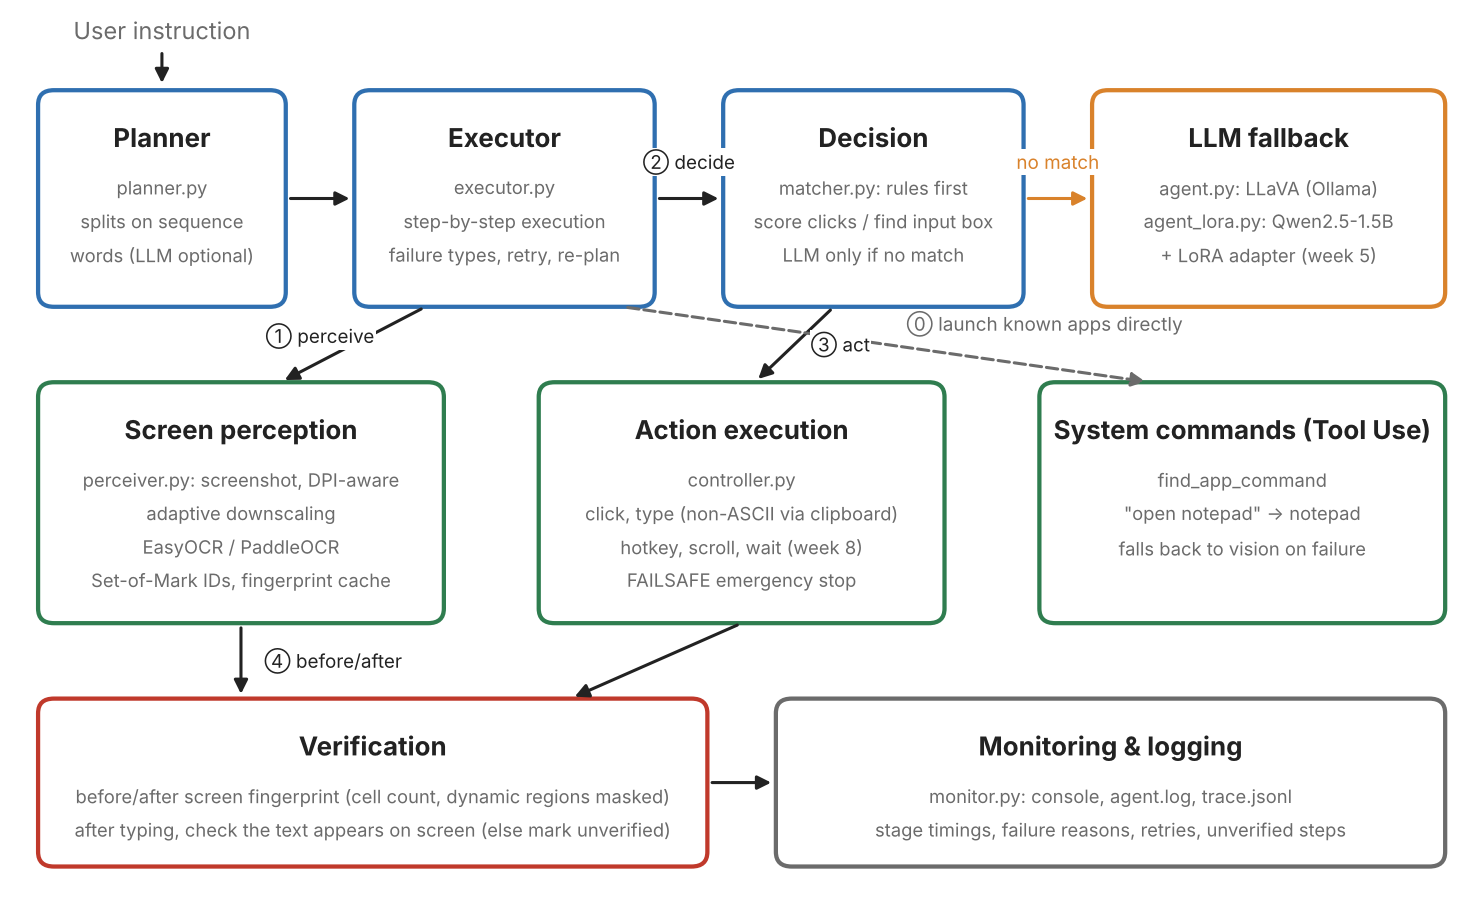 User instruction
Planner
planner.py
splits on sequence
words (LLM optional)
Executor
executor.py
step-by-step execution
failure types, retry, re-plan
② decide
Decision
matcher.py: rules first
score clicks / find input box
LLM only if no match
no match
LLM fallback
agent.py: LLaVA (Ollama)
agent_lora.py: Qwen2.5-1.5B
+ LoRA adapter (week 5)
① perceive
③ act
⓪ launch known apps directly
Screen perception
perceiver.py: screenshot, DPI-aware
adaptive downscaling
EasyOCR / PaddleOCR
Set-of-Mark IDs, fingerprint cache
Action execution
controller.py
click, type (non-ASCII via clipboard)
hotkey, scroll, wait (week 8)
FAILSAFE emergency stop
System commands (Tool Use)
find_app_command
"open notepad" → notepad
falls back to vision on failure
④ before/after
Verification
before/after screen fingerprint (cell count, dynamic regions masked)
after typing, check the text appears on screen (else mark unverified)
Monitoring & logging
monitor.py: console, agent.log, trace.jsonl
stage timings, failure reasons, retries, unverified steps